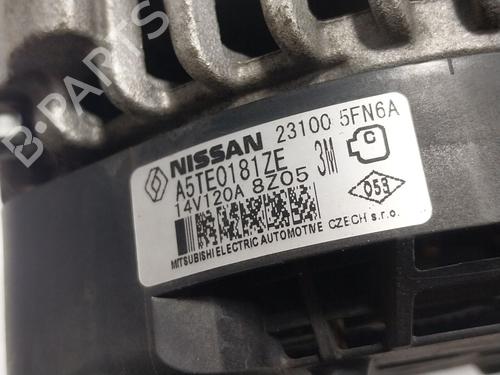 B-PARTS
NISSAN 23100 5FN6A
A5TE0181ZE 3M C
14V120A 8Z05 053
MITSUBISHI ELECTRIC AUTOMOTIVE CZECH s.r.o.